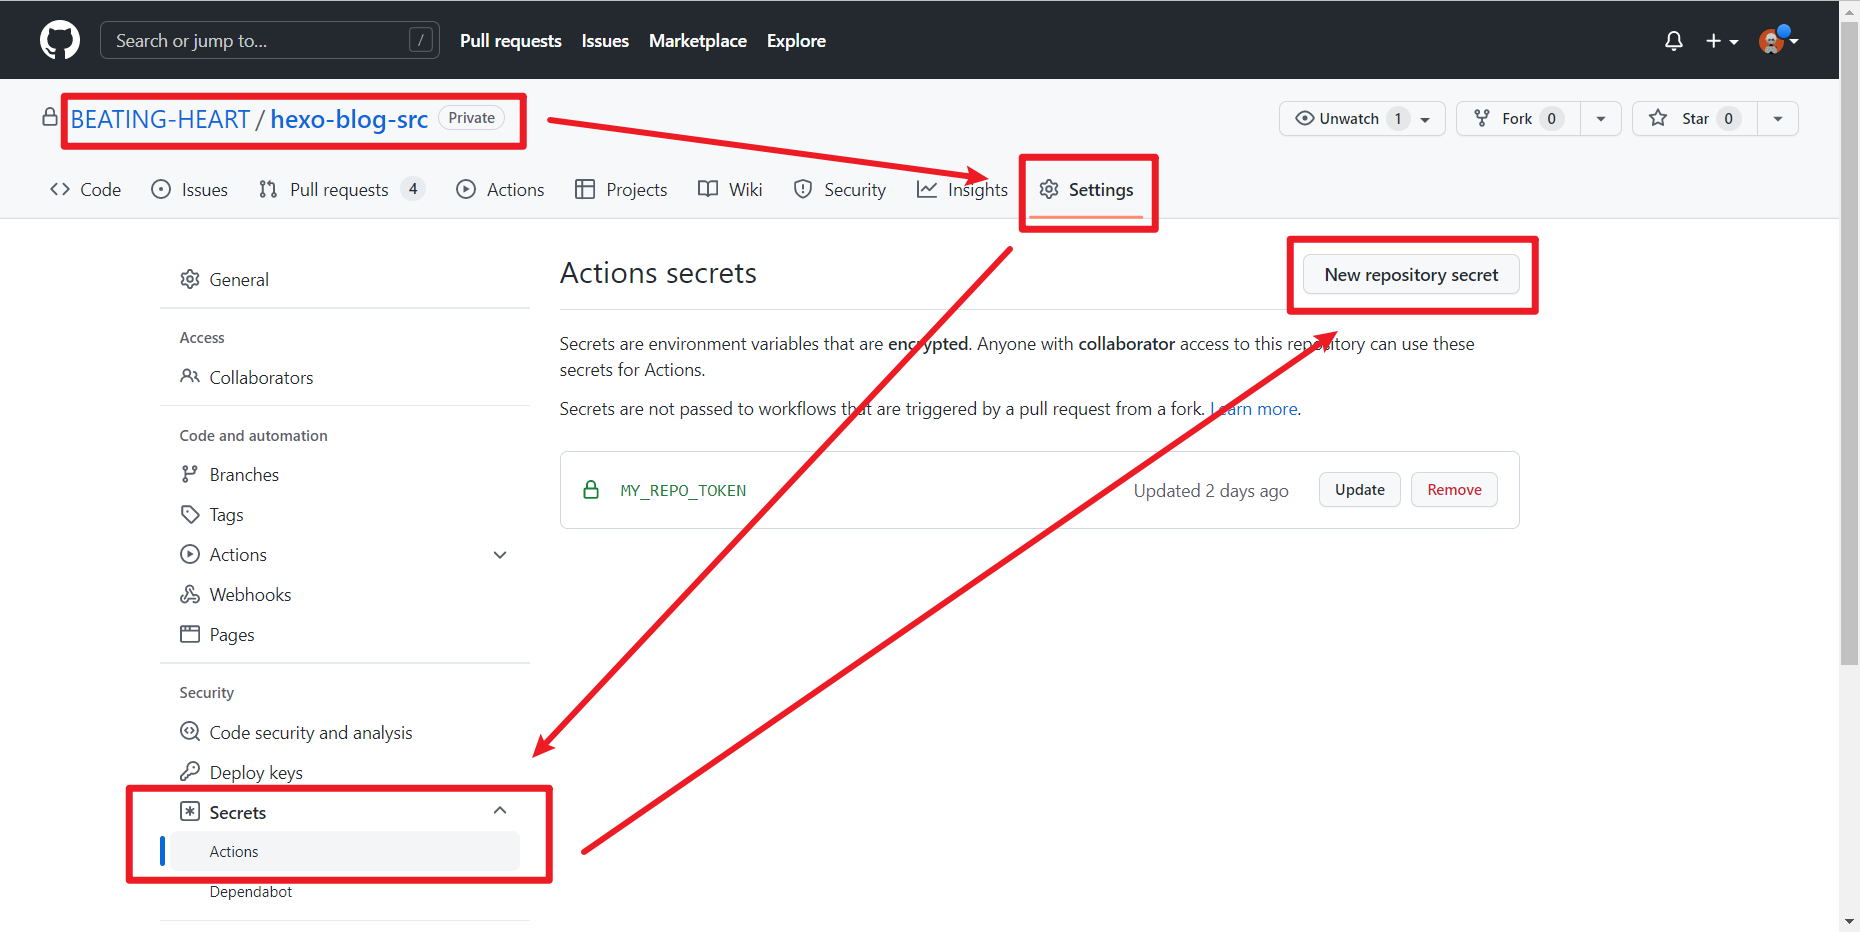 Search or jump to... /
Pull requests Issues Marketplace Explore
BEATING-HEART / hexo-blog-src Private
Unwatch 1 Fork 0 Star 0
Code Issues Pull requests 4 Actions Projects Wiki Security Insights Settings
General
Access
Collaborators
Code and automation
Branches
Tags
Actions
Webhooks
Pages
Security
Code security and analysis
Deploy keys
Secrets
Actions
Dependabot
Actions secrets
New repository secret
Secrets are environment variables that are encrypted. Anyone with collaborator access to this repository can use these
secrets for Actions.
Secrets are not passed to workflows that are triggered by a pull request from a fork. Learn more.
MY_REPO_TOKEN Updated 2 days ago Update Remove